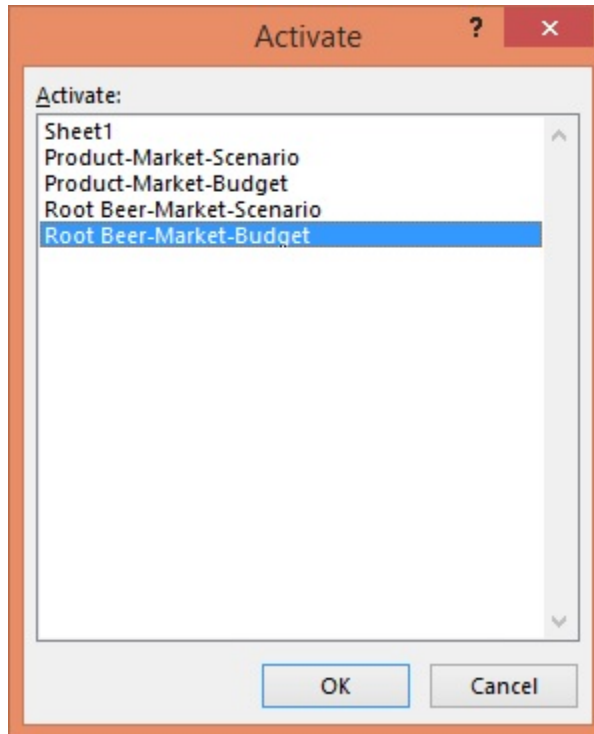 Activate
?
Activate:
Sheet1
Product-Market-Scenario
Product-Market-Budget
Root Beer-Market-Scenario
Root Beer-Market-Budget
OK Cancel